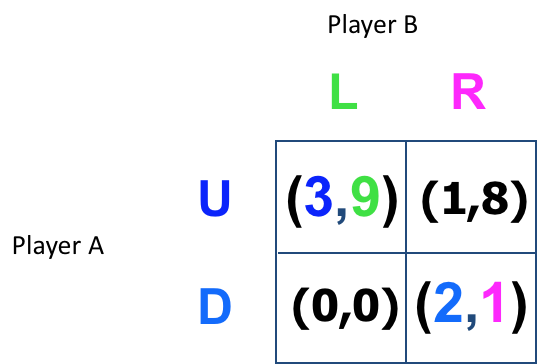 Player B
L R
U (3,9) (1,8)
Player A
D (0,0) (2,1)